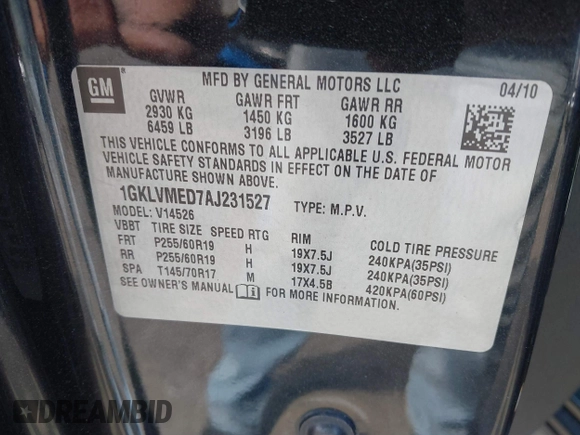 GM
MFD BY GENERAL MOTORS LLC
04/10
GVWR GAWR FRT GAWR RR
2930 KG 1450 KG 1600 KG
6459 LB 3196 LB 3527 LB
THIS VEHICLE CONFORMS TO ALL APPLICABLE U.S. FEDERAL MOTOR
VEHICLE SAFETY STANDARDS IN EFFECT ON THE DATE OF
MANUFACTURE SHOWN ABOVE.
1GKLVMED7AJ231527 TYPE: M.P.V.
MODEL: V14526
VBBT TIRE SIZE SPEED RTG RIM COLD TIRE PRESSURE
FRT P255/60R19 H 19X7.5J 240KPA(35PSI)
RR P255/60R19 H 19X7.5J 240KPA(35PSI)
SPA T145/70R17 M 17X4.5B 420KPA(60PSI)
SEE OWNER'S MANUAL FOR MORE INFORMATION.
DREAMBID